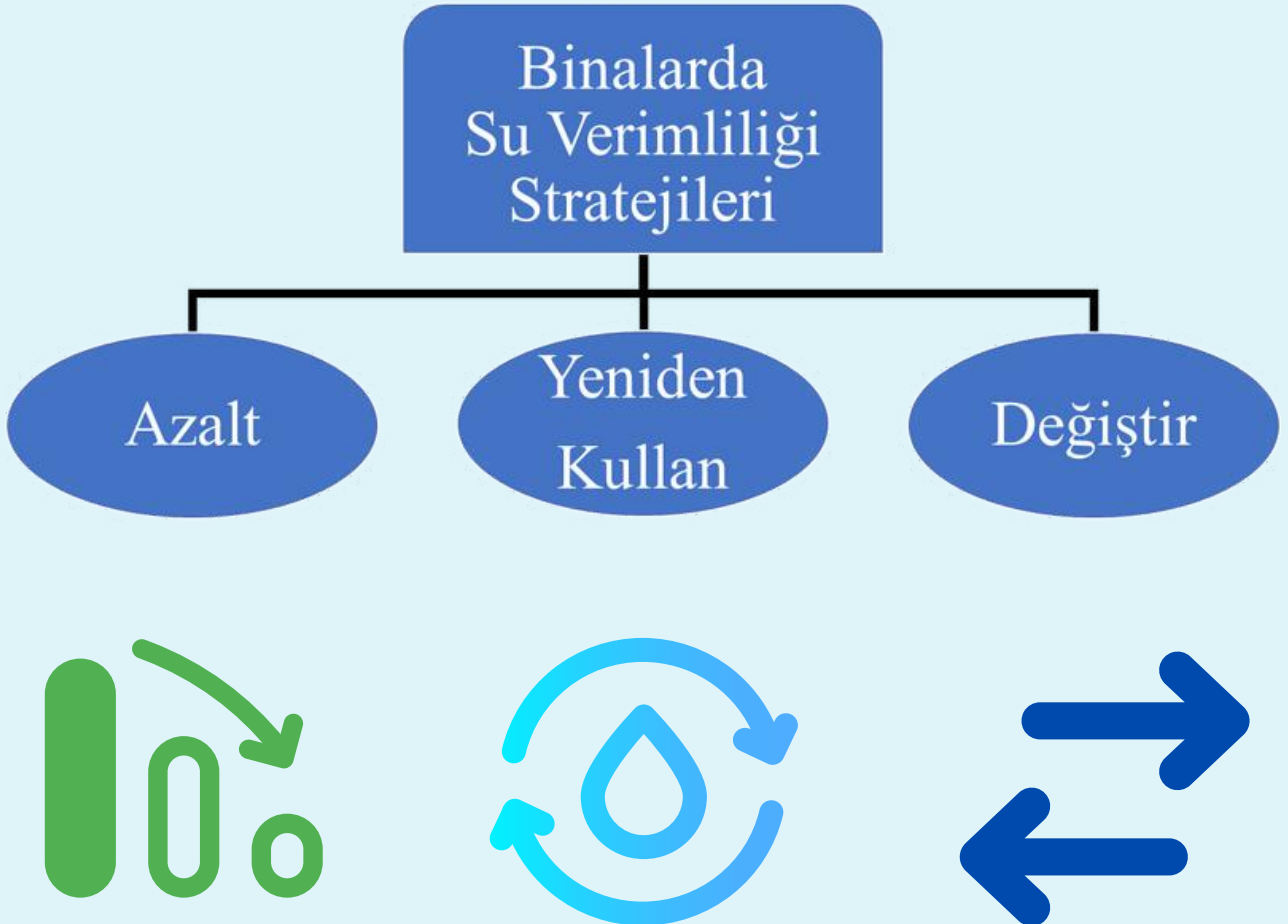 Binalarda
Su Verimliliği
Stratejileri
Azalt
Yeniden
Kullan
Değiştir